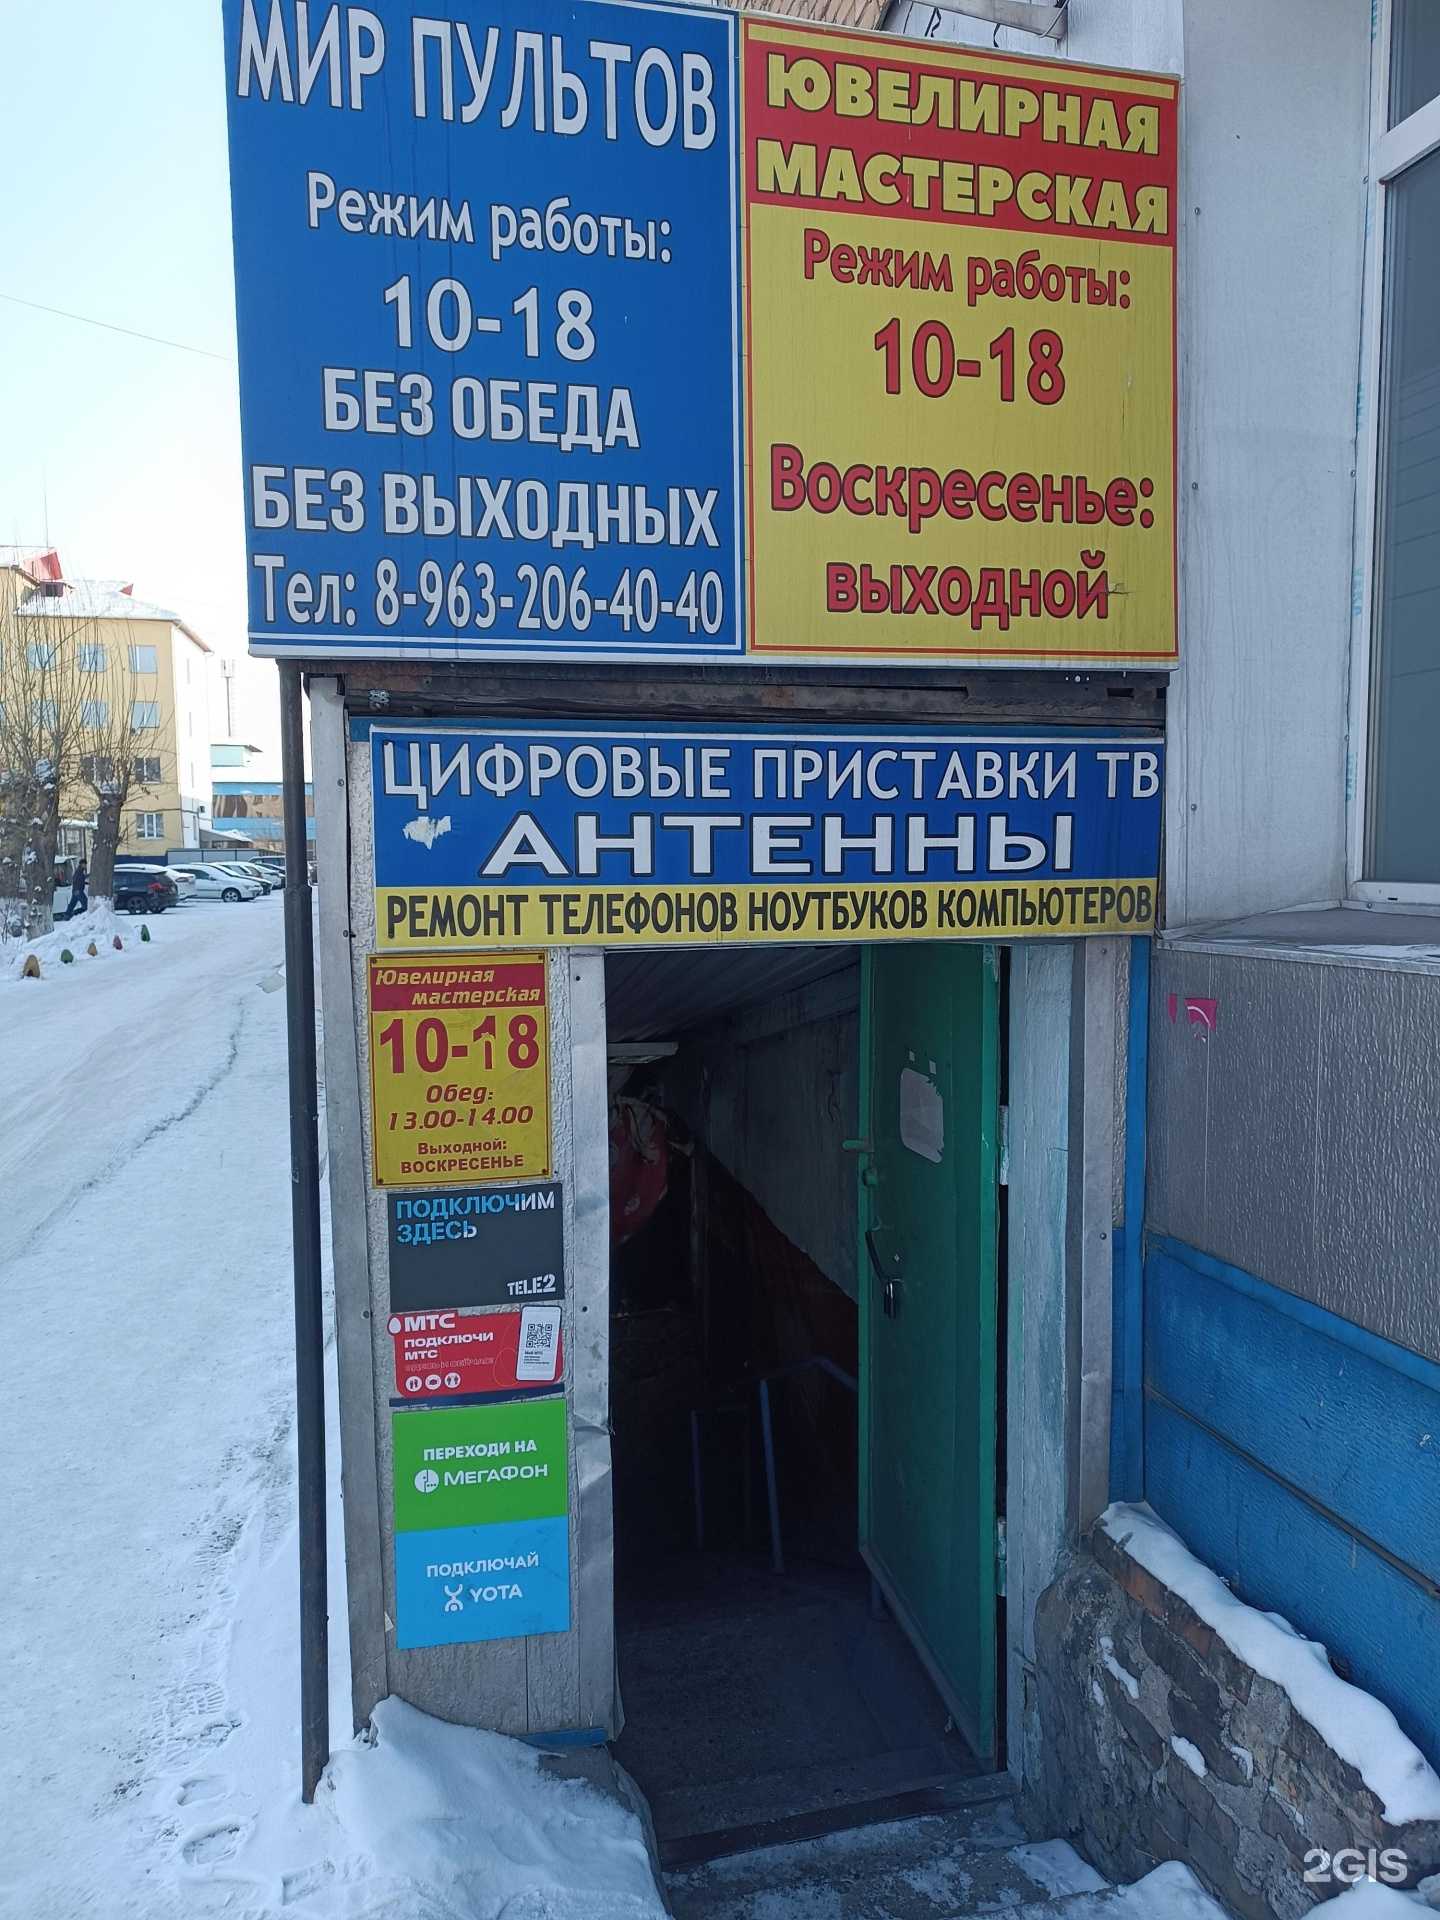 МИР ПУЛЬТОВ
Режим работы:
10-18
БЕЗ ОБЕДА
БЕЗ ВЫХОДНЫХ
Тел: 8-963-206-40-40
ЮВЕЛИРНАЯ
МАСТЕРСКАЯ
Режим работы:
10-18
Воскресенье:
выходной
ЦИФРОВЫЕ ПРИСТАВКИ ТВ
АНТЕННЫ
РЕМОНТ ТЕЛЕФОНОВ НОУТБУКОВ КОМПЬЮТЕРОВ
Ювелирная
мастерская
10-18
Обед:
13.00-14.00
Выходной:
ВОСКРЕСЕНЬЕ
ПОДКЛЮЧИМ
ЗДЕСЬ
TELE2
МТС
ПОДКЛЮЧИ
МТС
ЗДЕСЬ И СЕЙЧАС
ПЕРЕХОДИ НА
МЕГАФОН
ПОДКЛЮЧАЙ
YOTA
2GIS